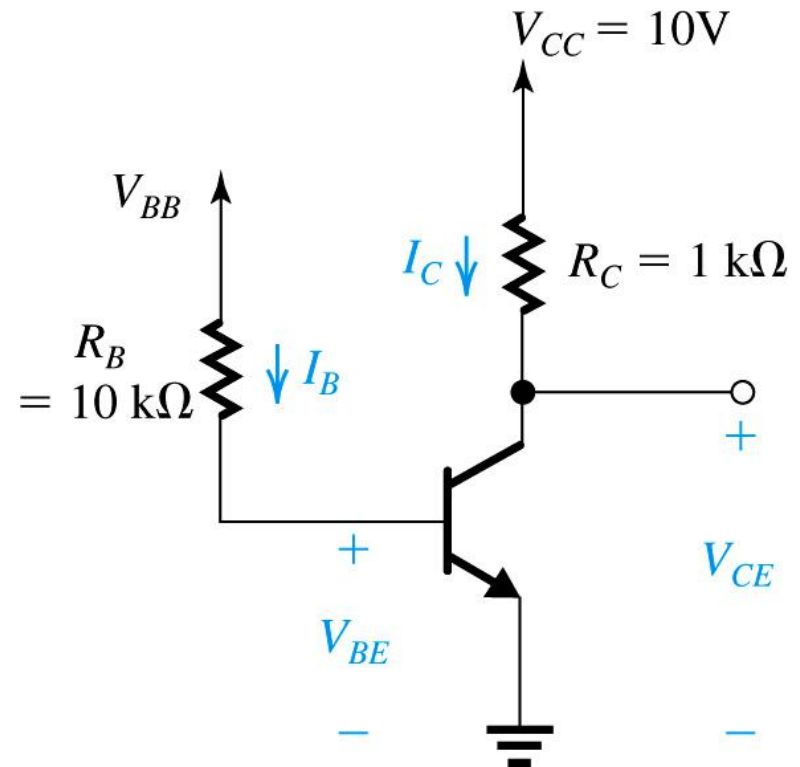 V_CC = 10V
V_BB
I_C
R_C = 1 kΩ
R_B
= 10 kΩ
I_B
+
+
V_CE
V_BE
−
−